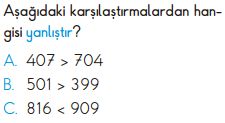 Aşağıdaki karşılaştırmalardan han-
gisi yanlıştır?
A. 407 > 704
B. 501 > 399
C. 816 < 909